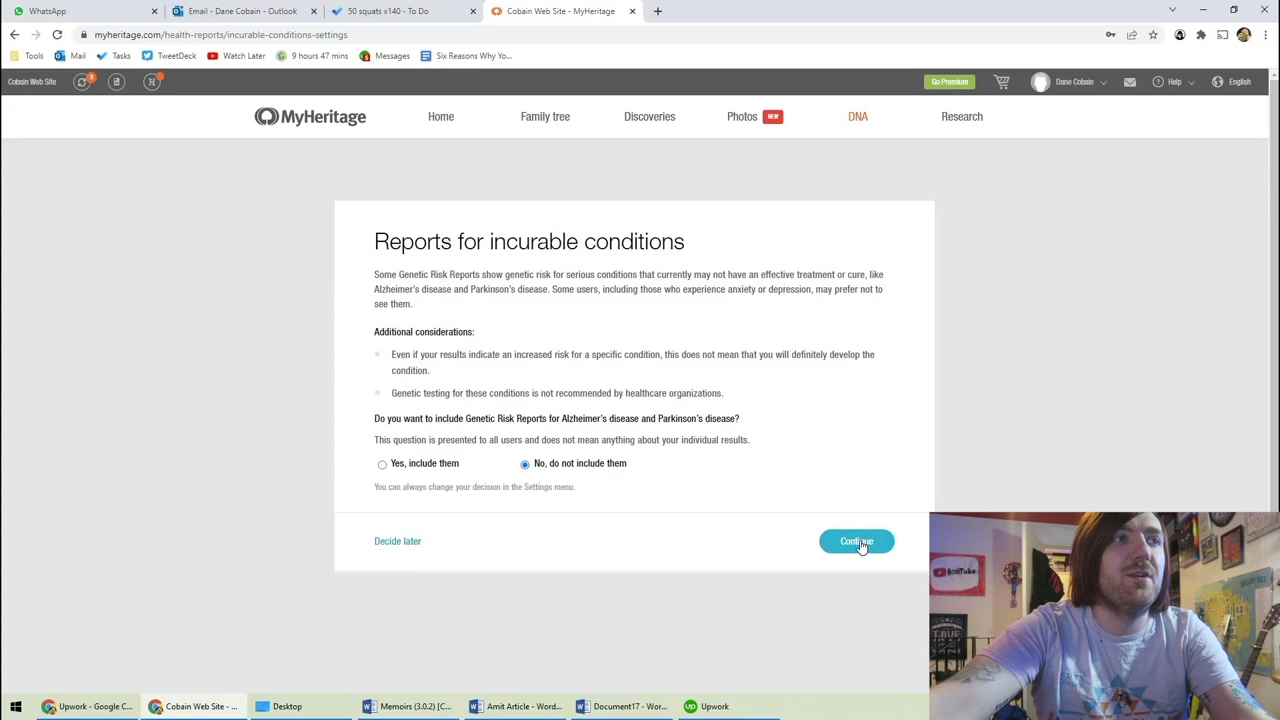 WhatsApp
Email - Dane Cobain - Outlook
50 squats x140 - To Do
Cobain Web Site - MyHeritage
myheritage.com/health-reports/incurable-conditions-settings
Tools
Mail
Tasks
TweetDeck
Watch Later
9 hours 47 mins
Messages
Six Reasons Why Yo...
Cobain Web Site
3
Go Premium
Dane Cobain
Help
English
MyHeritage
Home
Family tree
Discoveries
Photos
NEW
DNA
Research
Reports for incurable conditions
Some Genetic Risk Reports show genetic risk for serious conditions that currently may not have an effective treatment or cure, like
Alzheimer's disease and Parkinson's disease. Some users, including those who experience anxiety or depression, may prefer not to
see them.
Additional considerations:
Even if your results indicate an increased risk for a specific condition, this does not mean that you will definitely develop the
condition.
Genetic testing for these conditions is not recommended by healthcare organizations.
Do you want to include Genetic Risk Reports for Alzheimer's disease and Parkinson's disease?
This question is presented to all users and does not mean anything about your individual results.
Yes, include them
No, do not include them
You can always change your decision in the Settings menu.
Decide later
Continue
BookTube
LOVE
Upwork - Google C...
Cobain Web Site - ...
Desktop
Memoirs (3.0.2) [C...
Amit Article - Word...
Document17 - Wor...
Upwork